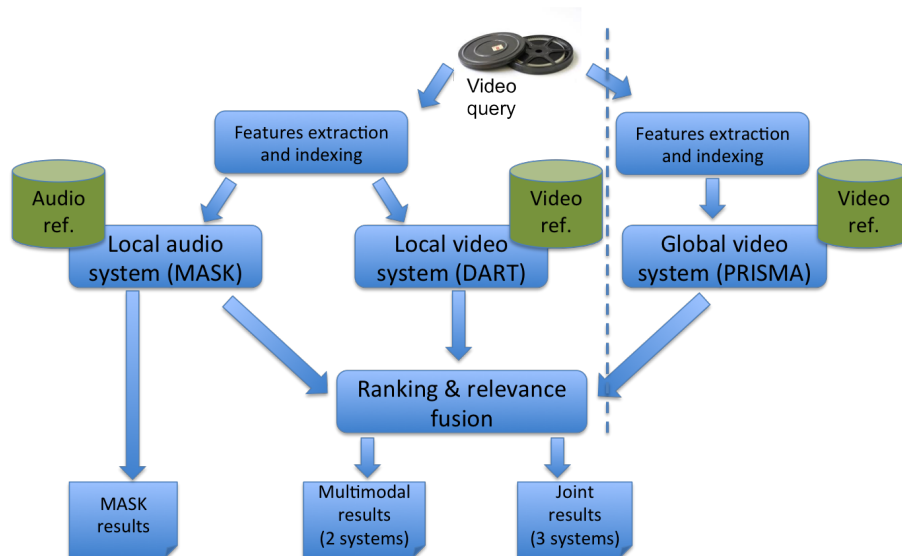 Video
query
Features extraction
and indexing
Features extraction
and indexing
Audio
ref.
Video
ref.
Video
ref.
Local audio
system (MASK)
Local video
system (DART)
Global video
system (PRISMA)
Ranking & relevance
fusion
MASK
results
Multimodal
results
(2 systems)
Joint
results
(3 systems)